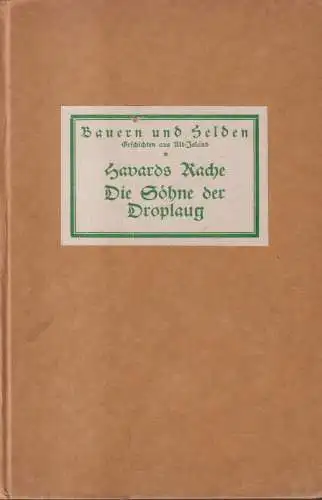 Bauern und Helden
Geschichten aus Alt-Island
*
Havards Rache
Die Söhne der
Droplaug